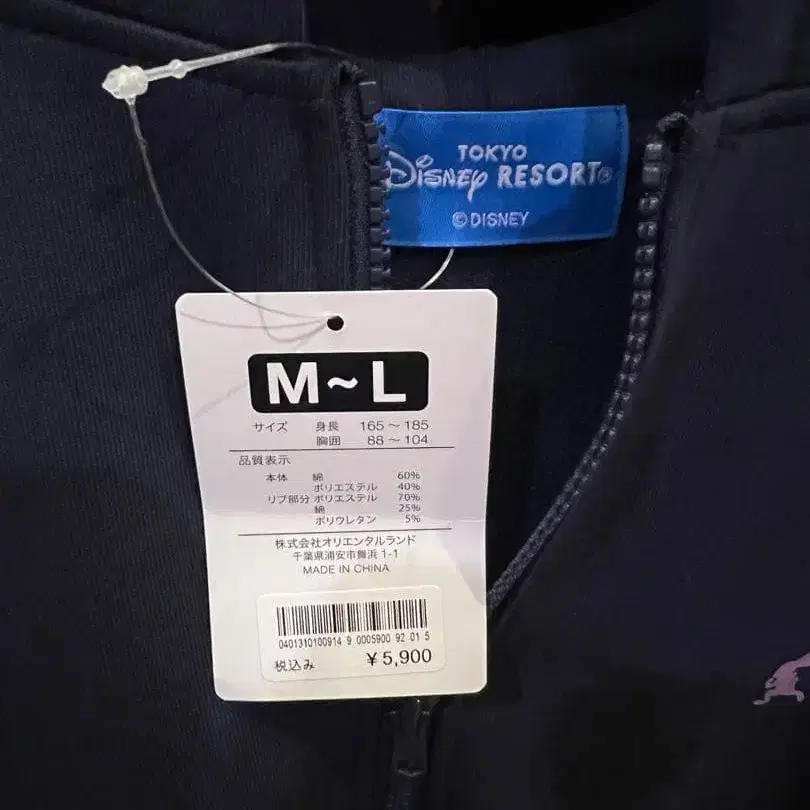 TOKYO
Disney RESORT®
©DISNEY
M~L
サイズ 身長 165～185
胸囲 88～104
品質表示
本体 綿 60%
ポリエステル 40%
リブ部分 ポリエステル 70%
綿 25%
ポリウレタン 5%
株式会社オリエンタルランド
千葉県浦安市舞浜1-1
MADE IN CHINA
0401310100914 9 0005900 92 01 5
税込み ¥5,900